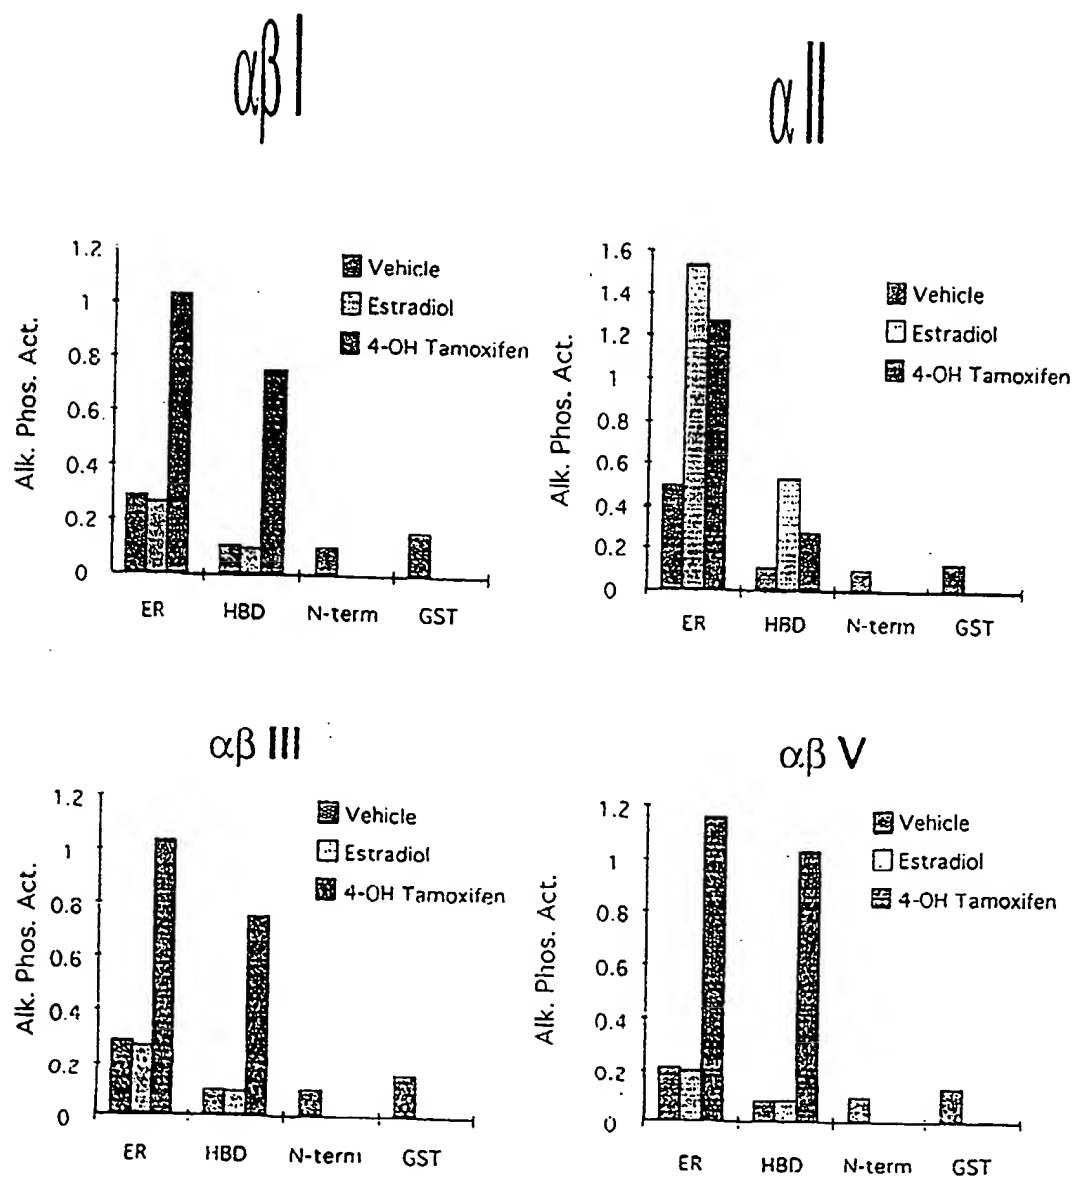 αβ I
1.2
1
0.8
0.6
0.4
0.2
0
Alk. Phos. Act.
Vehicle
Estradiol
4-OH Tamoxifen
ER HBD N-term GST
α II
1.6
1.4
1.2
1
0.8
0.6
0.4
0.2
0
Alk. Phos. Act.
Vehicle
Estradiol
4-OH Tamoxifen
ER HBD N-term GST
αβ III
1.2
1
0.8
0.6
0.4
0.2
0
Alk. Phos. Act.
Vehicle
Estradiol
4-OH Tamoxifen
ER HBD N-term GST
αβ V
1.2
1
0.8
0.6
0.4
0.2
0
Alk. Phos. Act.
Vehicle
Estradiol
4-OH Tamoxifen
ER HBD N-term GST